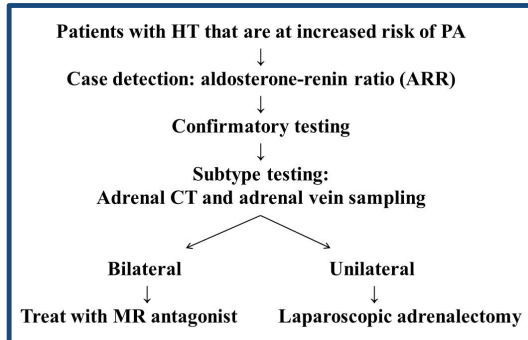 Patients with HT that are at increased risk of PA
↓
Case detection: aldosterone-renin ratio (ARR)
↓
Confirmatory testing
↓
Subtype testing:
Adrenal CT and adrenal vein sampling
Bilateral Unilateral
↓ ↓
Treat with MR antagonist Laparoscopic adrenalectomy